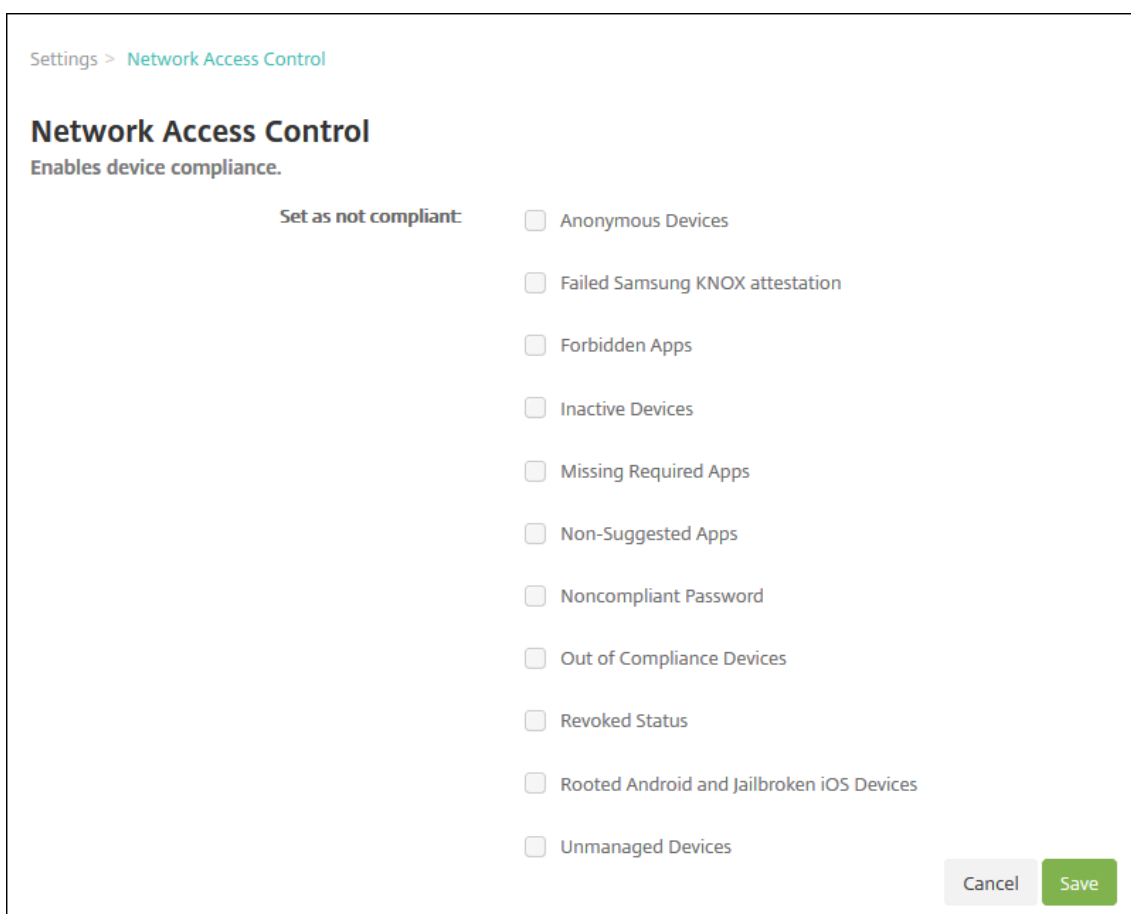 Settings > Network Access Control
Network Access Control
Enables device compliance.
Set as not compliant:
Anonymous Devices
Failed Samsung KNOX attestation
Forbidden Apps
Inactive Devices
Missing Required Apps
Non-Suggested Apps
Noncompliant Password
Out of Compliance Devices
Revoked Status
Rooted Android and Jailbroken iOS Devices
Unmanaged Devices
Cancel Save